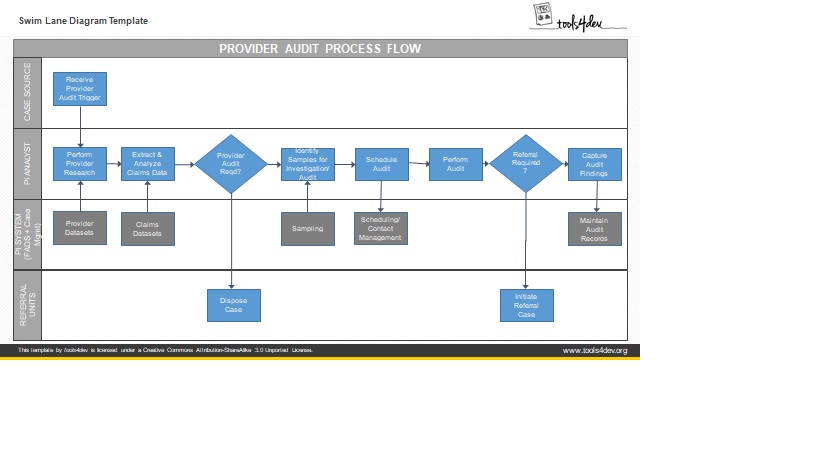 Swim Lane Diagram Template
tools4dev
PROVIDER AUDIT PROCESS FLOW
CASE SOURCE
Receive
Provider
Audit Trigger
PI ANALYST
Perform
Provider
Research
Extract &
Analyze
Claims Data
Provider
Audit
Reqd?
Identify
Samples for
Investigation/
Audit
Schedule
Audit
Perform
Audit
Referral
Required
?
Capture
Audit
Findings
PI SYSTEM
(FADS + Case
Mgmt)
Provider
Datasets
Claims
Datasets
Sampling
Scheduling/
Contact
Management
Maintain
Audit
Records
REFERRAL
UNITS
Dispose
Case
Initiate
Referral
Case
This template by tools4dev is licensed under a Creative Commons Attribution-ShareAlike 3.0 Unported License.
www.tools4dev.org